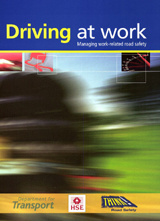 Driving at work
Managing work-related road safety
Department for
Transport
HSE
THINK!
Road Safety